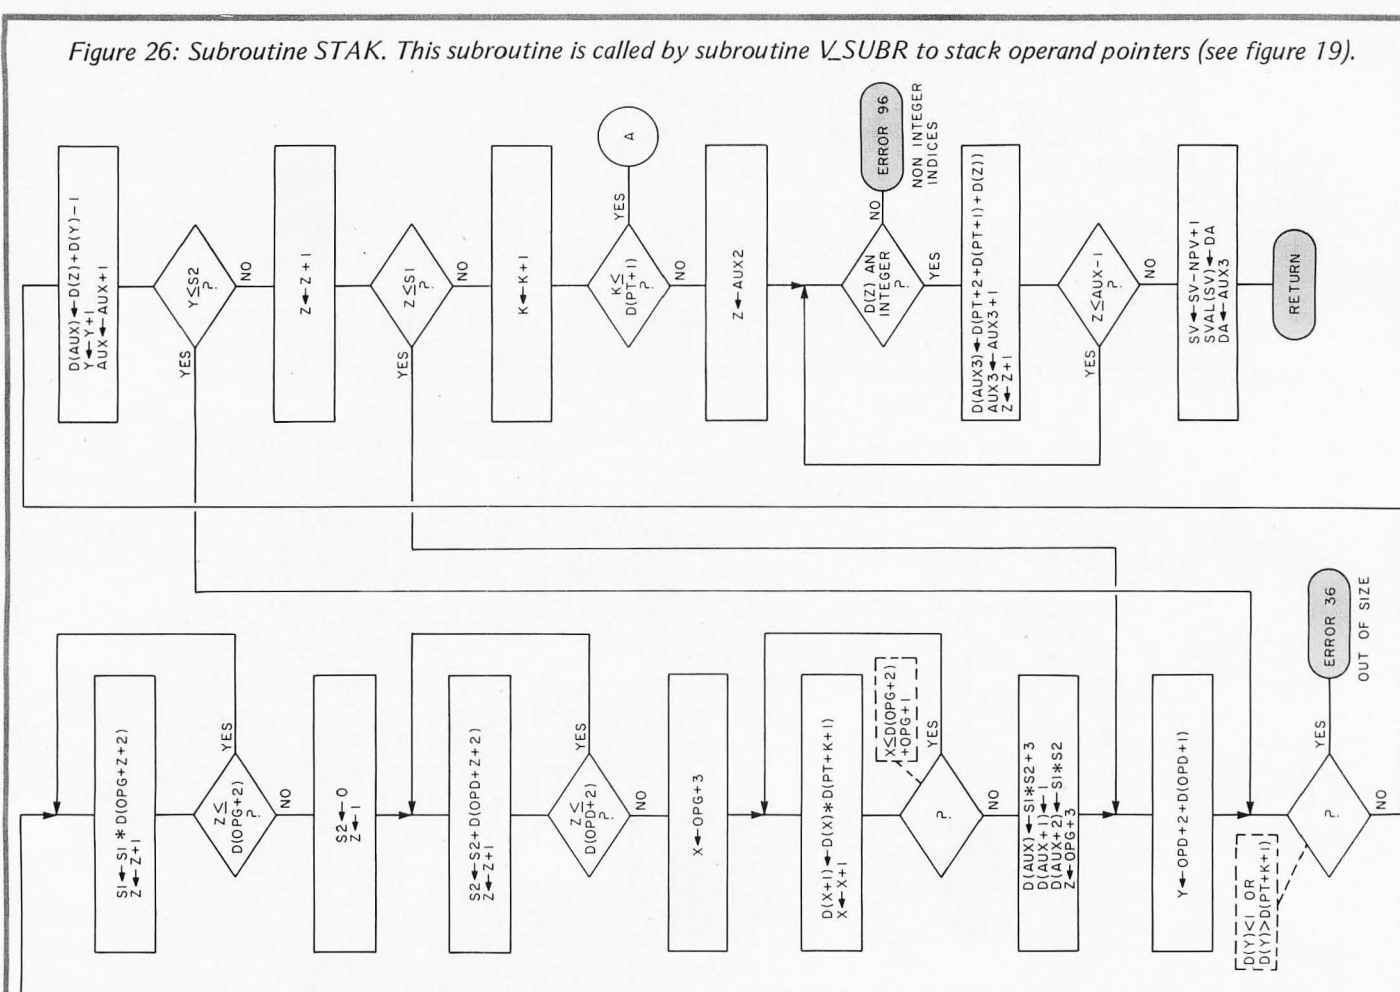 Figure 26: Subroutine STAK. This subroutine is called by subroutine V_SUBR to stack operand pointers (see figure 19).
D(AUX)←D(Z)+D(Y)−1
Y←Y+1
AUX←AUX+1
Y≤S2
?
YES
NO
Z←Z+1
Z≤S1
?
YES
NO
K←K+1
K≤
D(PT+1)
?
YES
A
NO
Z←AUX2
D(Z) AN
INTEGER
?
NO
ERROR 96
NON INTEGER
INDICES
YES
D(AUX3)←D(PT+2+D(PT+1)+D(Z))
AUX3←AUX3+1
Z←Z+1
Z≤AUX−1
?
YES
NO
SV←SV−NPV+1
SVAL(SV)←DA
DA←AUX3
RETURN
S1←S1*D(OPG+Z+2)
Z←Z+1
Z≤
D(OPG+2)
?
YES
NO
S2←0
Z←1
S2←S2+D(OPD+Z+2)
Z←Z+1
Z≤
D(OPD+2)
?
YES
NO
X←OPG+3
D(X+1)←D(X)*D(PT+K+1)
X←X+1
X≤D(OPG+2)
+OPG+1
?
YES
NO
D(AUX)←S1*S2+3
D(AUX+1)←1
D(AUX+2)←S1*S2
Z←OPG+3
Y←OPD+2+D(OPD+1)
D(Y)<1 OR
D(Y)>D(PT+K+1)
?
YES
ERROR 36
OUT OF SIZE
NO